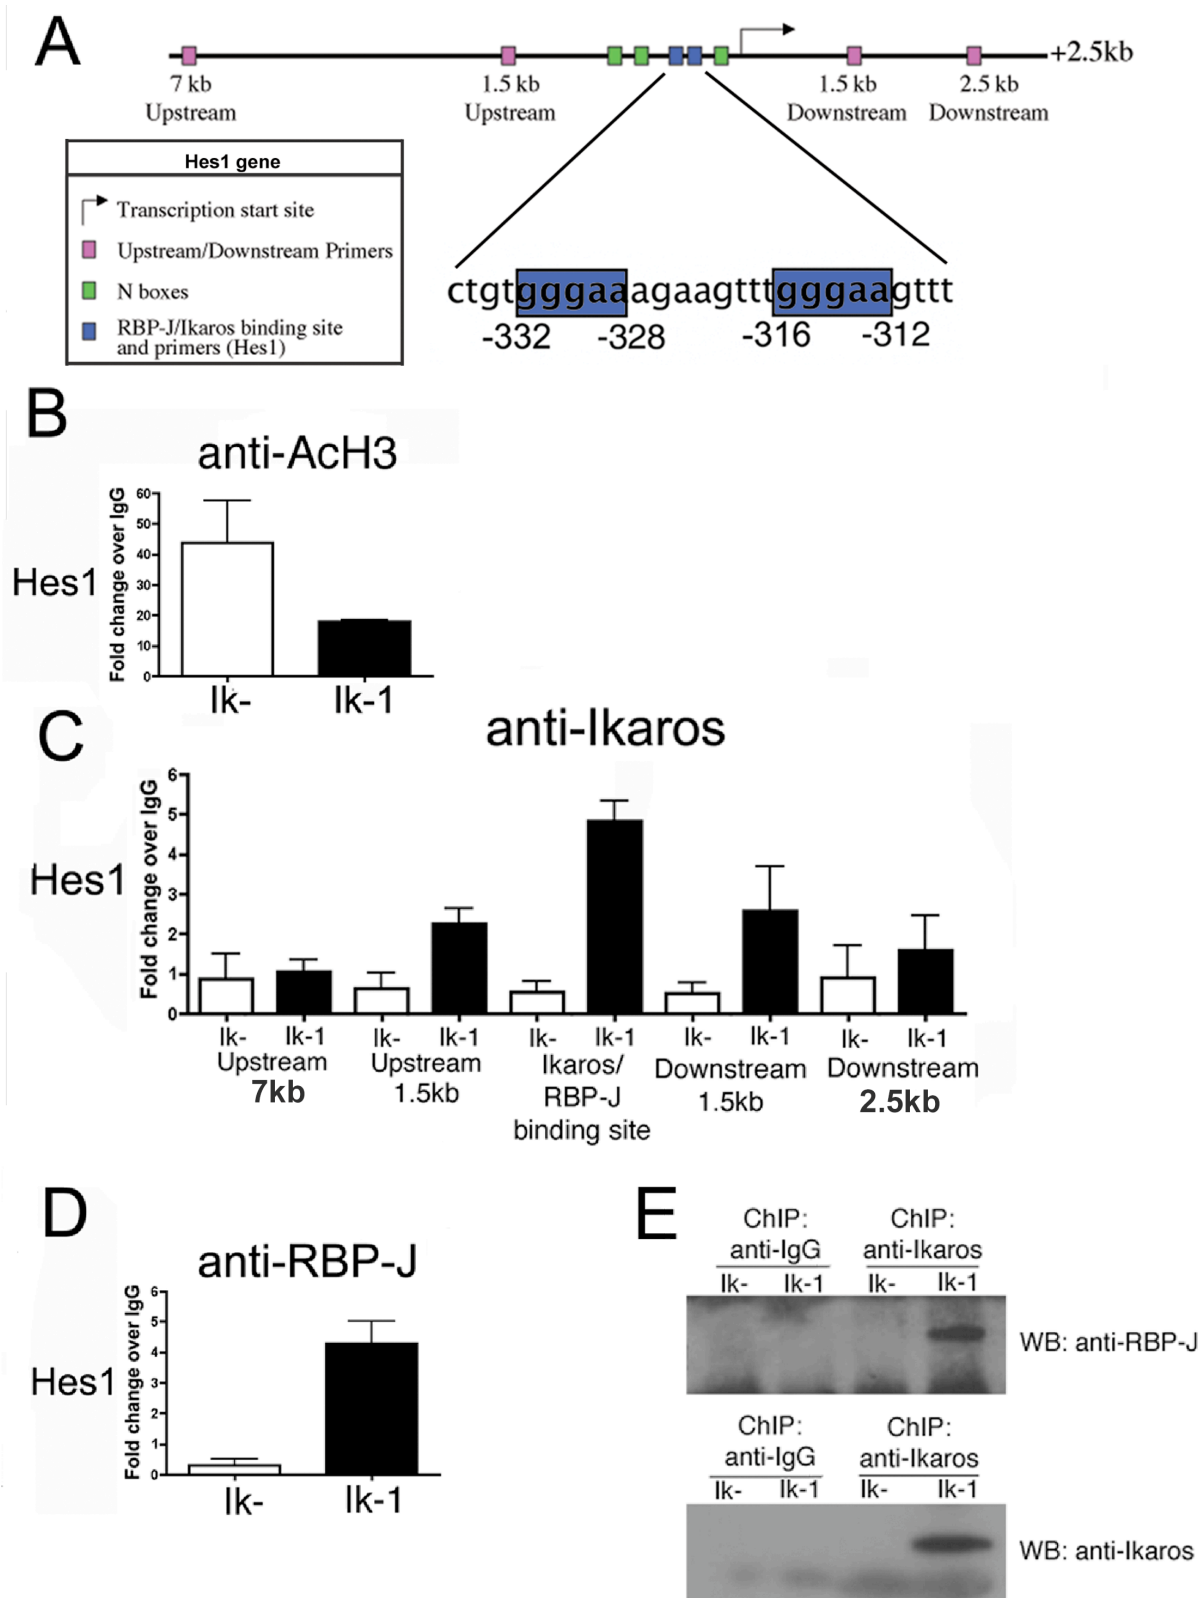 A
+2.5kb
7 kb
Upstream
1.5 kb
Upstream
1.5 kb
Downstream
2.5 kb
Downstream
Hes1 gene
Transcription start site
Upstream/Downstream Primers
N boxes
RBP-J/Ikaros binding site
and primers (Hes1)
ctgtgggaaagaagtttgggaagttt
-332 -328 -316 -312
B
anti-AcH3
Hes1
Fold change over IgG
60
50
40
30
20
10
0
Ik- Ik-1
C
anti-Ikaros
Hes1
Fold change over IgG
6
5
4
3
2
1
0
Ik- Ik-1 Ik- Ik-1 Ik- Ik-1 Ik- Ik-1 Ik- Ik-1
Upstream
7kb
Upstream
1.5kb
Ikaros/
RBP-J
binding site
Downstream
1.5kb
Downstream
2.5kb
D
anti-RBP-J
Hes1
Fold change over IgG
6
5
4
3
2
1
0
Ik- Ik-1
E
ChIP:
anti-IgG
ChIP:
anti-Ikaros
Ik- Ik-1 Ik- Ik-1
WB: anti-RBP-J
ChIP:
anti-IgG
ChIP:
anti-Ikaros
Ik- Ik-1 Ik- Ik-1
WB: anti-Ikaros